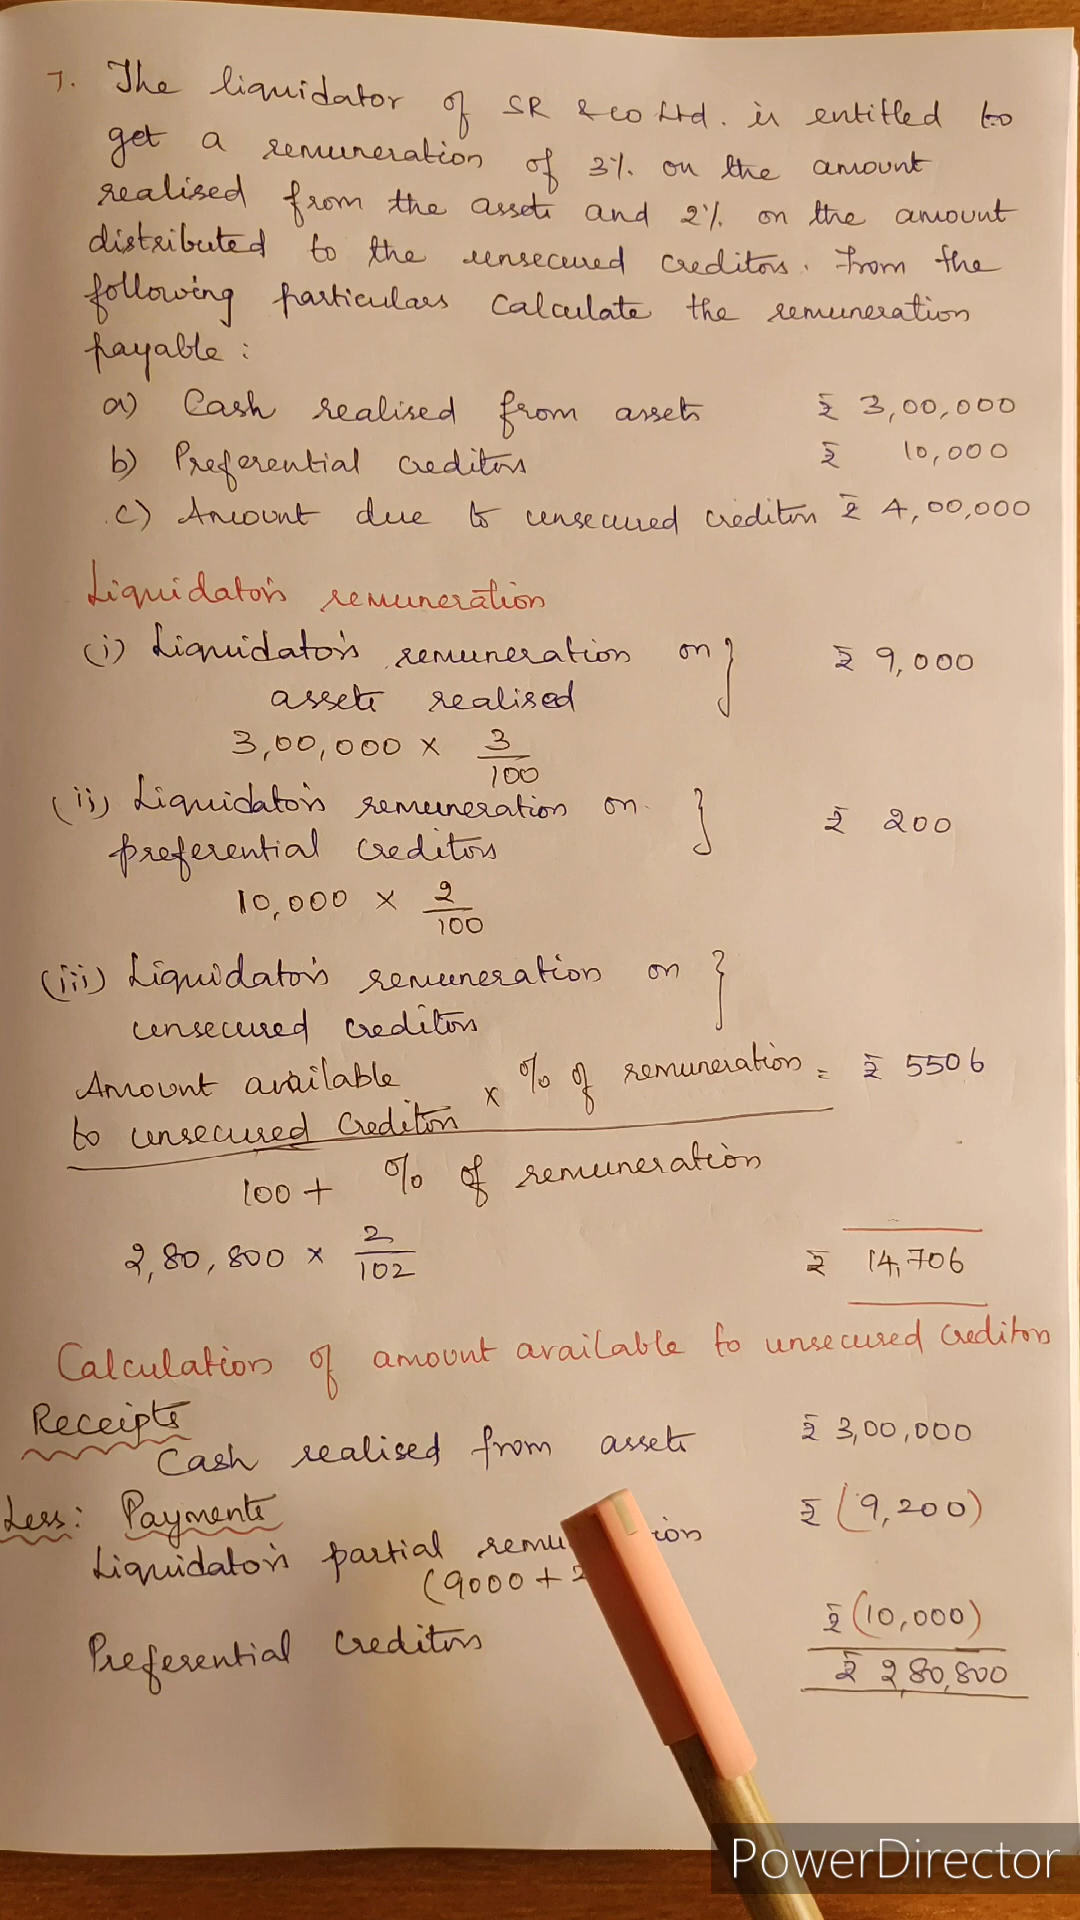 7. The liquidator of SR & co Ltd. is entitled to
get a remuneration of 3% on the amount
realised from the assets and 2% on the amount
distributed to the unsecured creditors. From the
following particulars calculate the remuneration
payable :
a) Cash realised from assets ₹ 3,00,000
b) Preferential creditors ₹ 10,000
c) Amount due to unsecured creditors ₹ 4,00,000
Liquidator's remuneration
(i) Liquidator's remuneration on } ₹ 9,000
assets realised
3,00,000 × 3/100
(ii) Liquidator's remuneration on } ₹ 200
preferential creditors
10,000 × 2/100
(iii) Liquidator's remuneration on }
unsecured creditors
Amount available
to unsecured creditors × % of remuneration = ₹ 5506
100 + % of remuneration
2,80,800 × 2/102
₹ 14,706
Calculation of amount available to unsecured creditors
Receipts
Cash realised from assets ₹ 3,00,000
Less: Payments ₹ (9,200)
Liquidator's partial
(9000 +
Preferential creditors ₹ (10,000)
₹ 2,80,800
PowerDirector